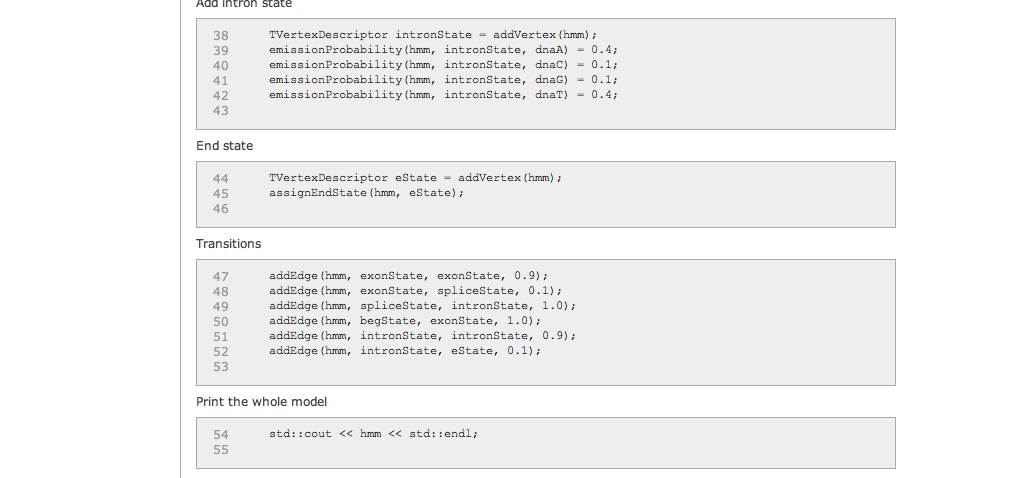 Add intron state
38 TVertexDescriptor intronState = addVertex(hmm);
39 emissionProbability(hmm, intronState, dnaA) = 0.4;
40 emissionProbability(hmm, intronState, dnaC) = 0.1;
41 emissionProbability(hmm, intronState, dnaG) = 0.1;
42 emissionProbability(hmm, intronState, dnaT) = 0.4;
43
End state
44 TVertexDescriptor eState = addVertex(hmm);
45 assignEndState(hmm, eState);
46
Transitions
47 addEdge(hmm, exonState, exonState, 0.9);
48 addEdge(hmm, exonState, spliceState, 0.1);
49 addEdge(hmm, spliceState, intronState, 1.0);
50 addEdge(hmm, begState, exonState, 1.0);
51 addEdge(hmm, intronState, intronState, 0.9);
52 addEdge(hmm, intronState, eState, 0.1);
53
Print the whole model
54 std::cout << hmm << std::endl;
55